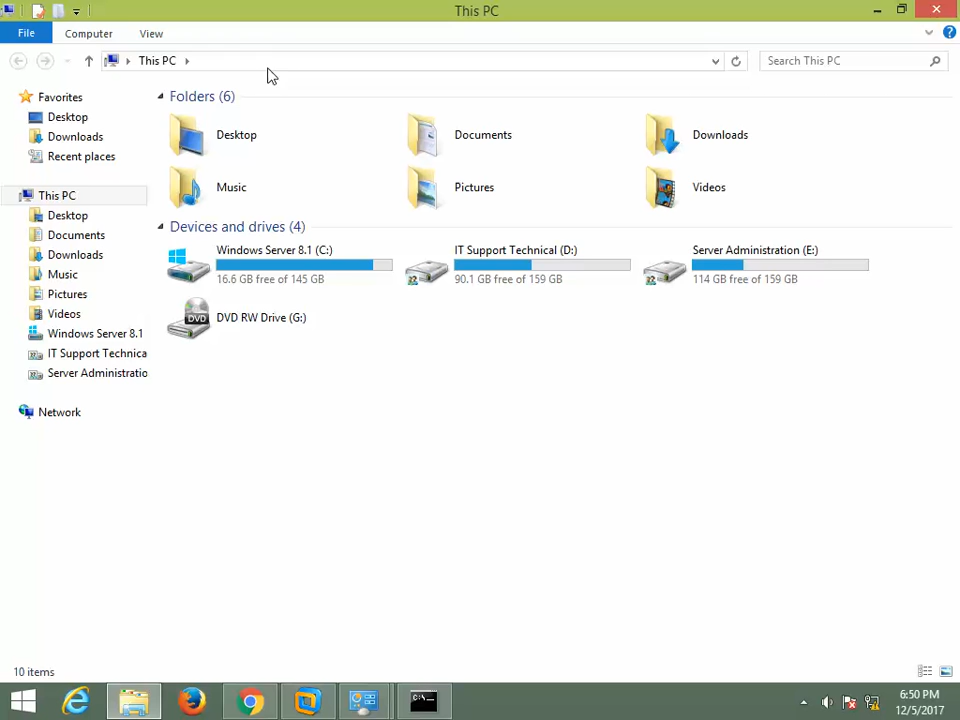 This PC
File
Computer
View
This PC
Search This PC
Favorites
Desktop
Downloads
Recent places
This PC
Desktop
Documents
Downloads
Music
Pictures
Videos
Windows Server 8.1
IT Support Technica
Server Administratio
Network
Folders (6)
Desktop
Documents
Downloads
Music
Pictures
Videos
Devices and drives (4)
Windows Server 8.1 (C:)
16.6 GB free of 145 GB
IT Support Technical (D:)
90.1 GB free of 159 GB
Server Administration (E:)
114 GB free of 159 GB
DVD
DVD RW Drive (G:)
10 items
6:50 PM
12/5/2017